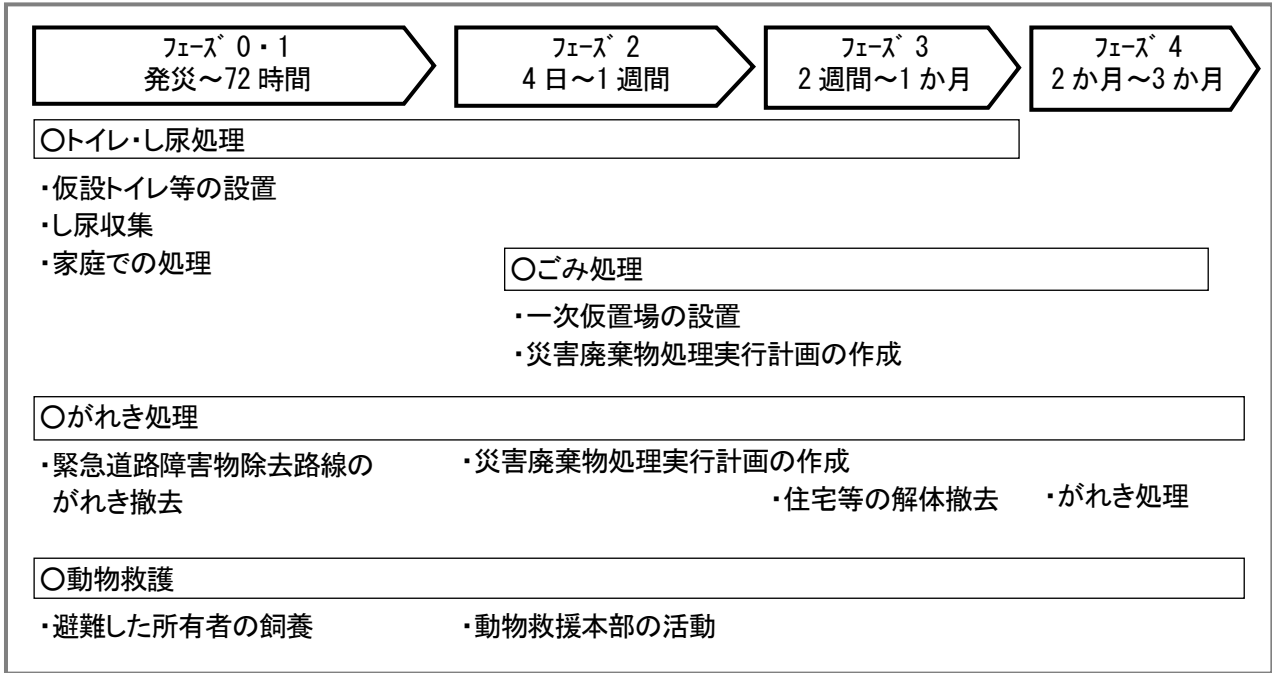 ﾌｪｰｽﾞ 0・1
発災～72 時間
ﾌｪｰｽﾞ 2
4 日～1 週間
ﾌｪｰｽﾞ 3
2 週間～1 か月
ﾌｪｰｽﾞ 4
2 か月～3 か月
○トイレ・し尿処理
・仮設トイレ等の設置
・し尿収集
・家庭での処理
○ごみ処理
・一次仮置場の設置
・災害廃棄物処理実行計画の作成
○がれき処理
・緊急道路障害物除去路線の
がれき撤去
・災害廃棄物処理実行計画の作成
・住宅等の解体撤去
・がれき処理
○動物救護
・避難した所有者の飼養
・動物救援本部の活動